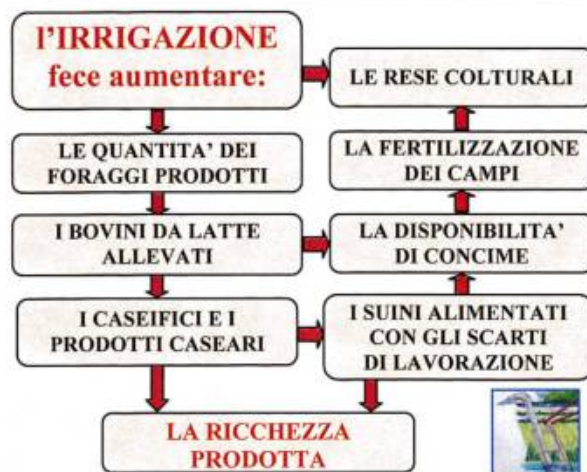 l'IRRIGAZIONE
fece aumentare:
LE RESE COLTURALI
LE QUANTITA' DEI
FORAGGI PRODOTTI
LA FERTILIZZAZIONE
DEI CAMPI
I BOVINI DA LATTE
ALLEVATI
LA DISPONIBILITA'
DI CONCIME
I CASEIFICI E I
PRODOTTI CASEARI
I SUINI ALIMENTATI
CON GLI SCARTI
DI LAVORAZIONE
LA RICCHEZZA
PRODOTTA